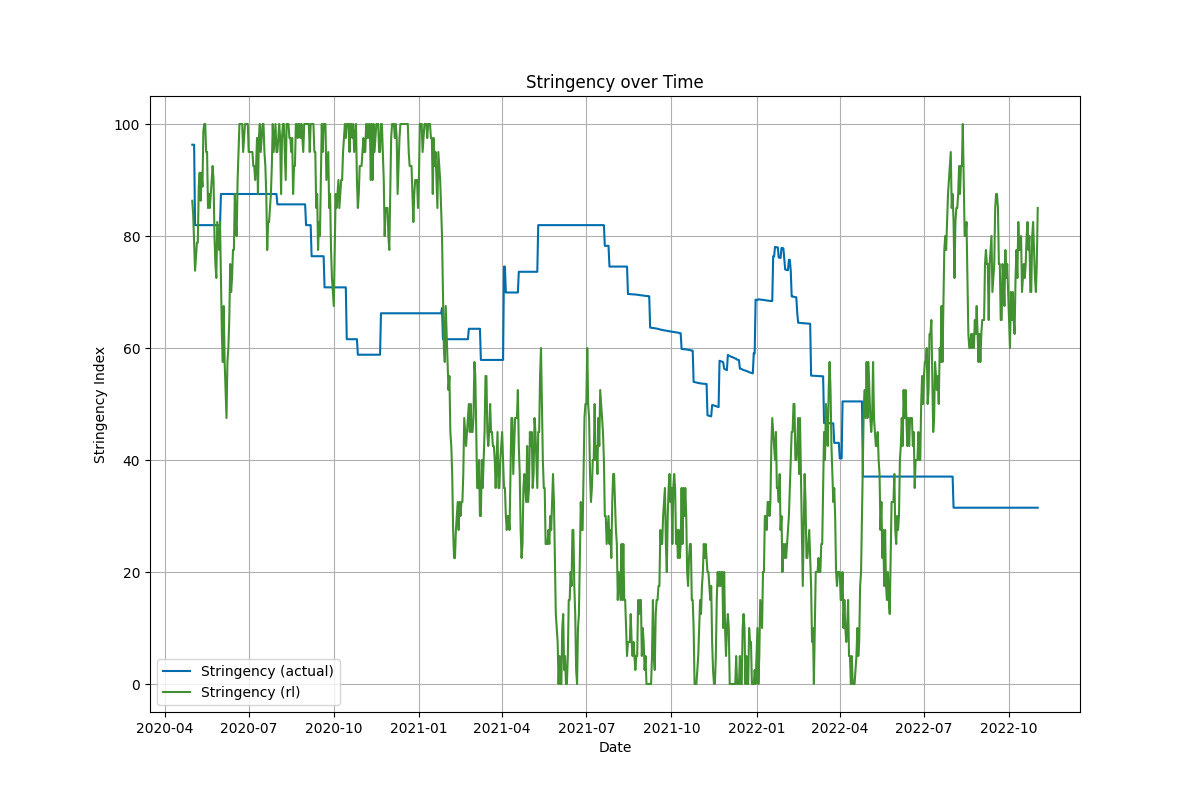 Stringency over Time
Stringency Index
100
80
60
40
20
0
Stringency (actual)
Stringency (rl)
2020-04 2020-07 2020-10 2021-01 2021-04 2021-07 2021-10 2022-01 2022-04 2022-07 2022-10
Date